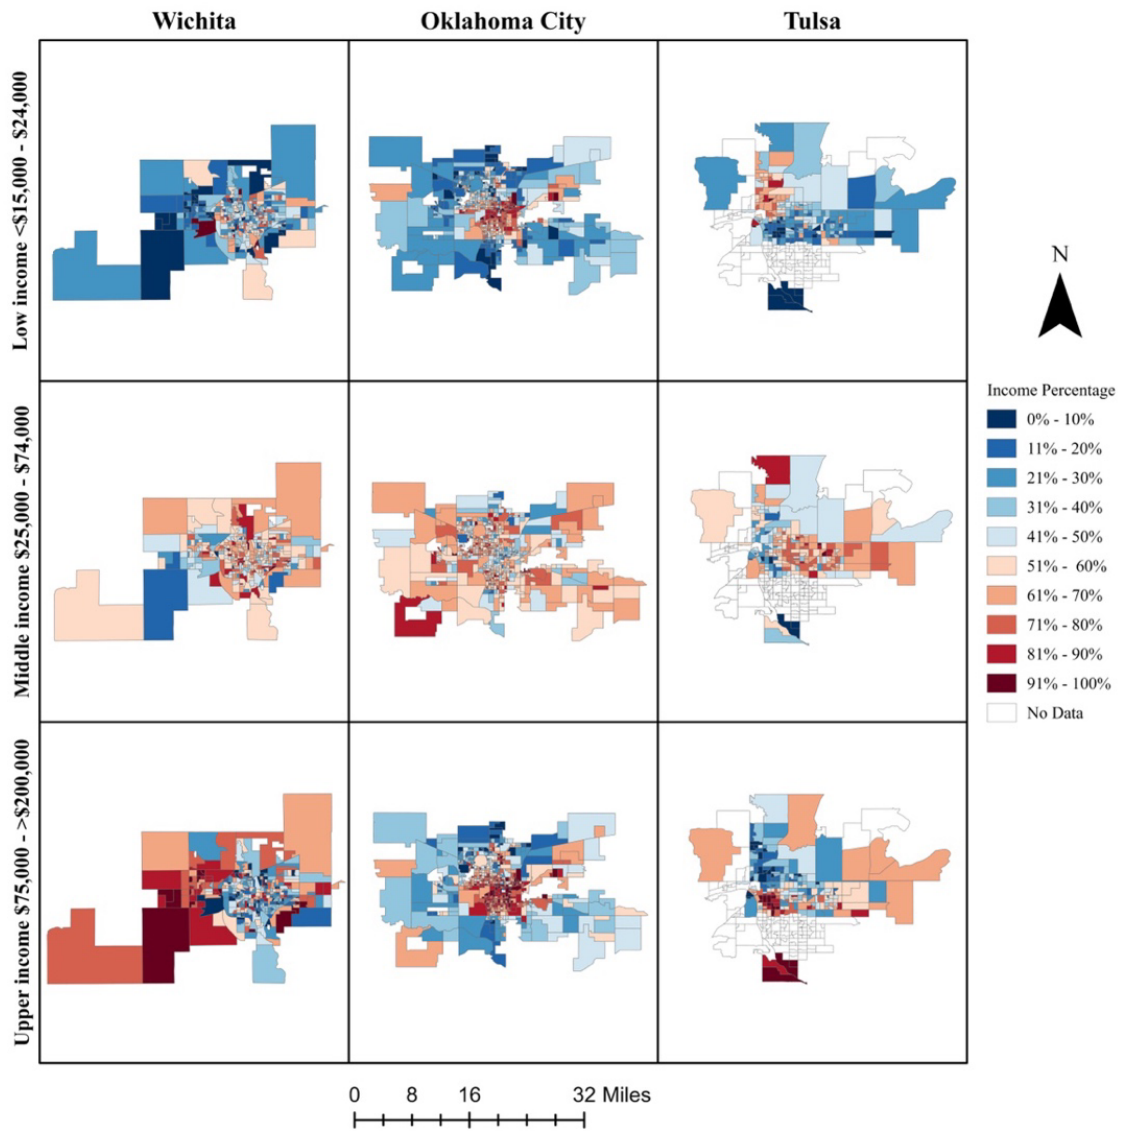 Wichita
Oklahoma City
Tulsa
Low income <$15,000 - $24,000
Middle income $25,000 - $74,000
Upper income $75,000 - >$200,000
N
Income Percentage
0% - 10%
11% - 20%
21% - 30%
31% - 40%
41% - 50%
51% - 60%
61% - 70%
71% - 80%
81% - 90%
91% - 100%
No Data
0 8 16 32 Miles